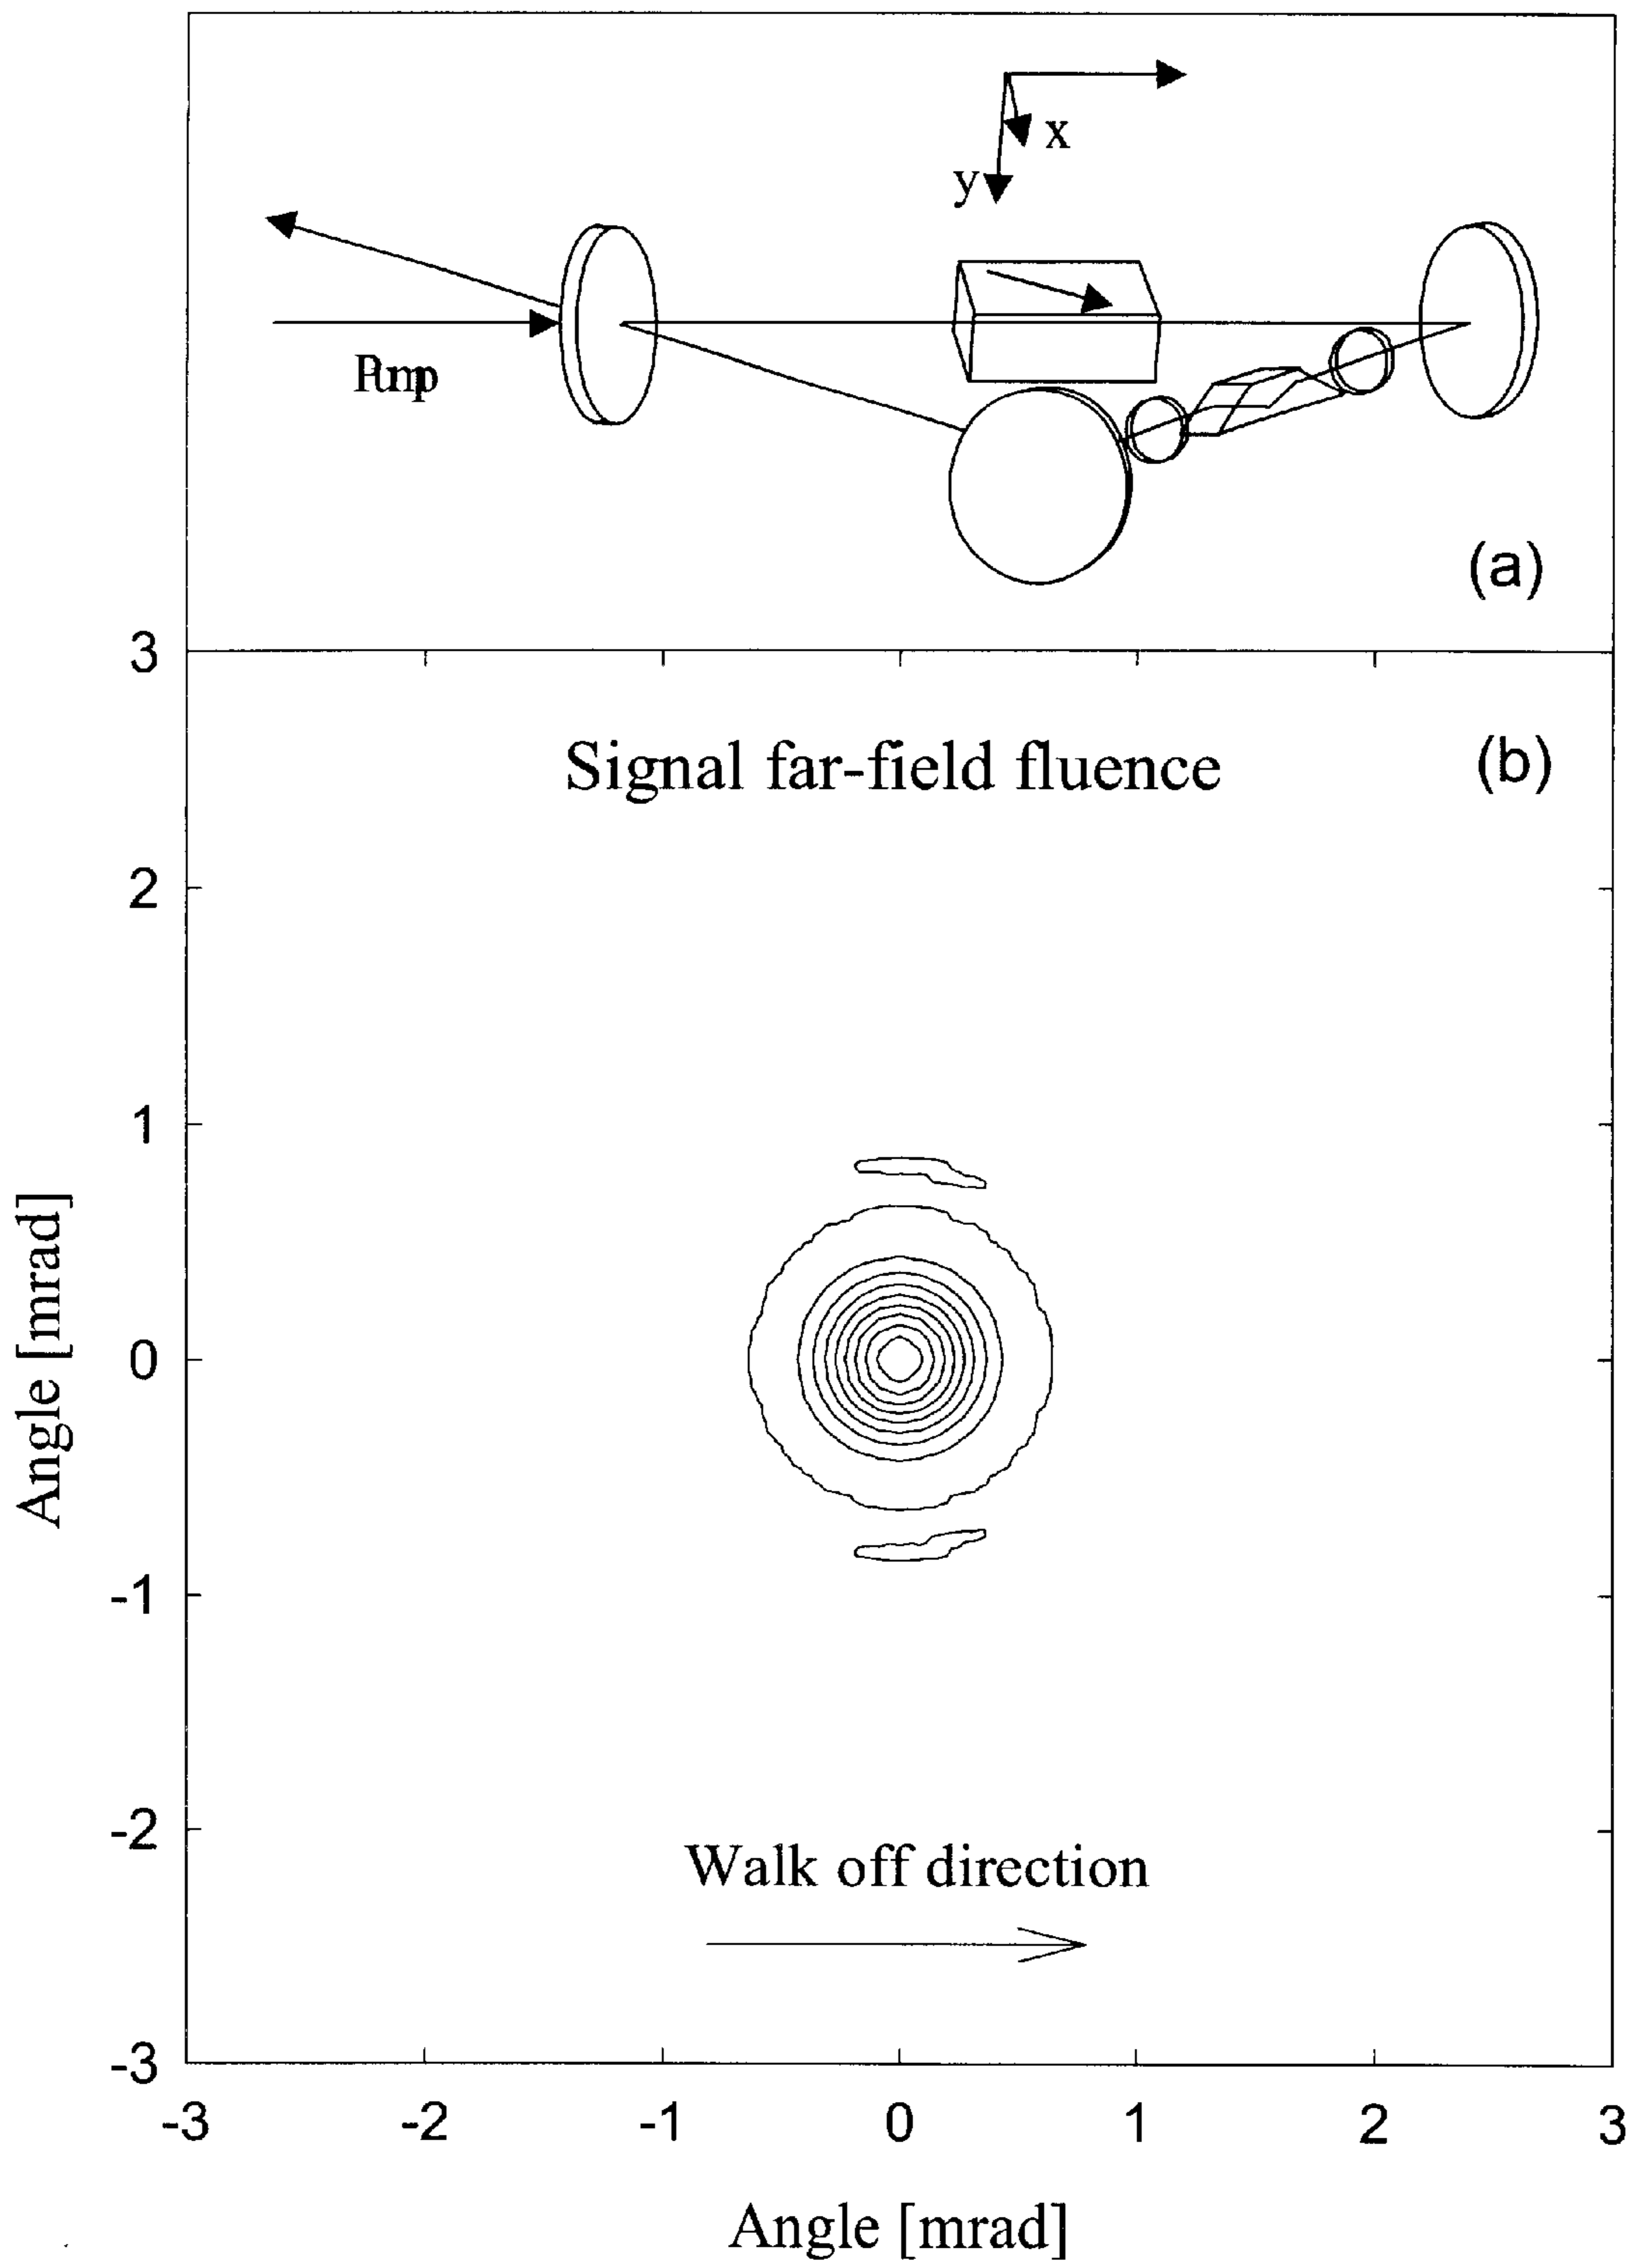 x
y
Pump
(a)
3
Signal far-field fluence (b)
2
1
0
-1
-2
-3
Angle [mrad]
Walk off direction
-3 -2 -1 0 1 2 3
Angle [mrad]